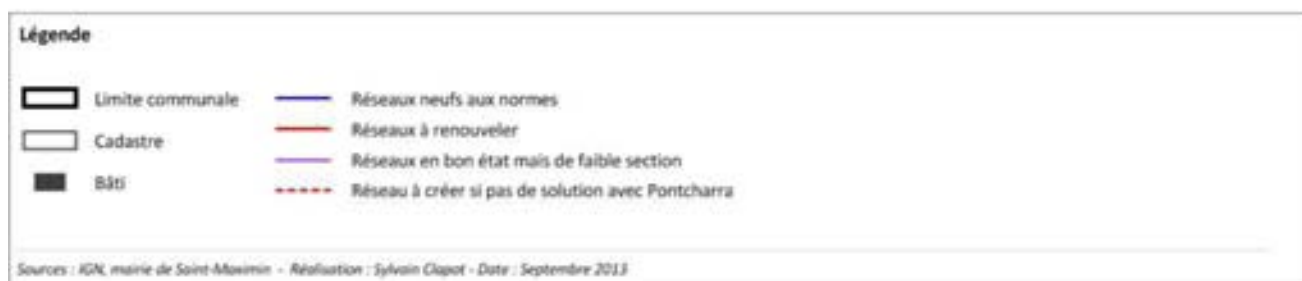 Légende
Limite communale
Cadastre
Bâti
Réseaux neufs aux normes
Réseaux à renouveler
Réseaux en bon état mais de faible section
Réseau à créer si pas de solution avec Pontcharra
Sources : IGN, mairie de Saint-Maximin - Réalisation : Sylvain Clapot - Date : Septembre 2013